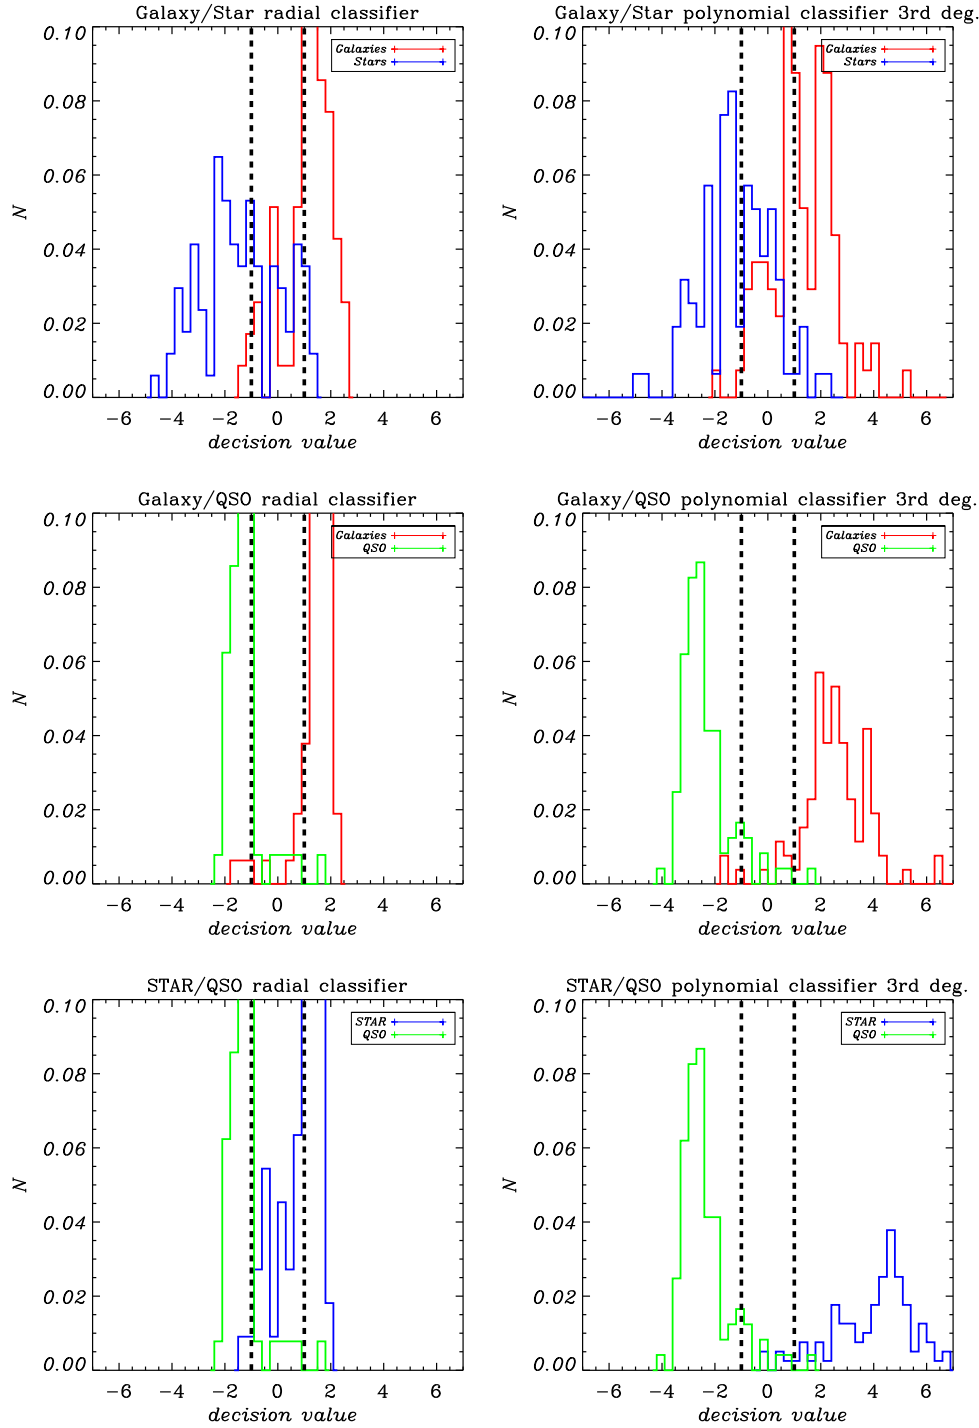 Galaxy/Star radial classifier
0.10
Galaxies
Stars
0.08
0.06
N
0.04
0.02
0.00
−6 −4 −2 0 2 4 6
decision value
Galaxy/Star polynomial classifier 3rd deg.
0.10
Galaxies
Stars
0.08
0.06
N
0.04
0.02
0.00
−6 −4 −2 0 2 4 6
decision value
Galaxy/QSO radial classifier
0.10
Galaxies
QSO
0.08
0.06
N
0.04
0.02
0.00
−6 −4 −2 0 2 4 6
decision value
Galaxy/QSO polynomial classifier 3rd deg.
0.10
Galaxies
QSO
0.08
0.06
N
0.04
0.02
0.00
−6 −4 −2 0 2 4 6
decision value
STAR/QSO radial classifier
0.10
STAR
QSO
0.08
0.06
N
0.04
0.02
0.00
−6 −4 −2 0 2 4 6
decision value
STAR/QSO polynomial classifier 3rd deg.
0.10
STAR
QSO
0.08
0.06
N
0.04
0.02
0.00
−6 −4 −2 0 2 4 6
decision value